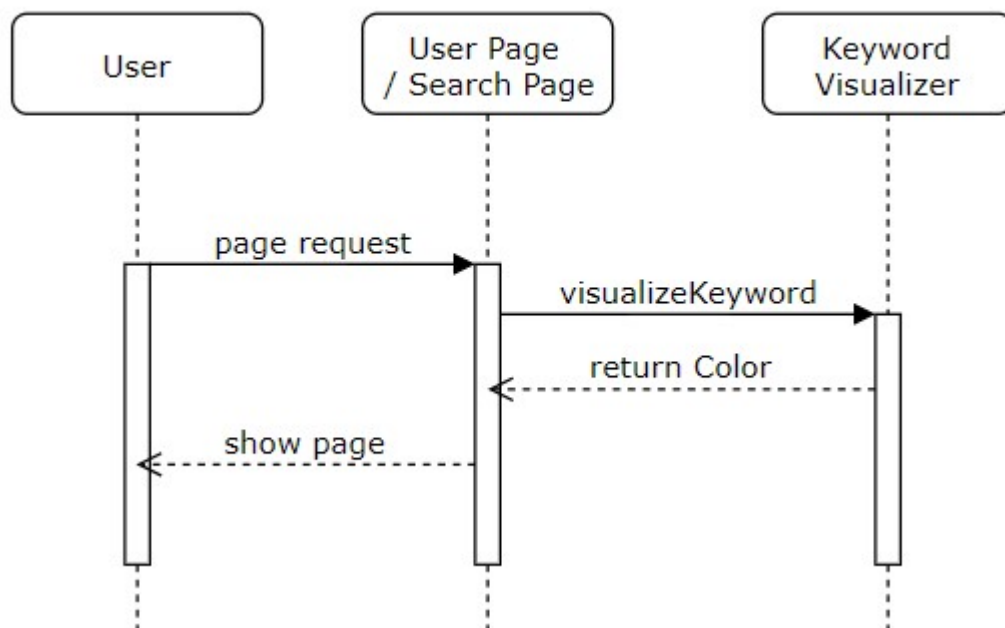 User
User Page
/ Search Page
Keyword
Visualizer
page request
visualizeKeyword
return Color
show page